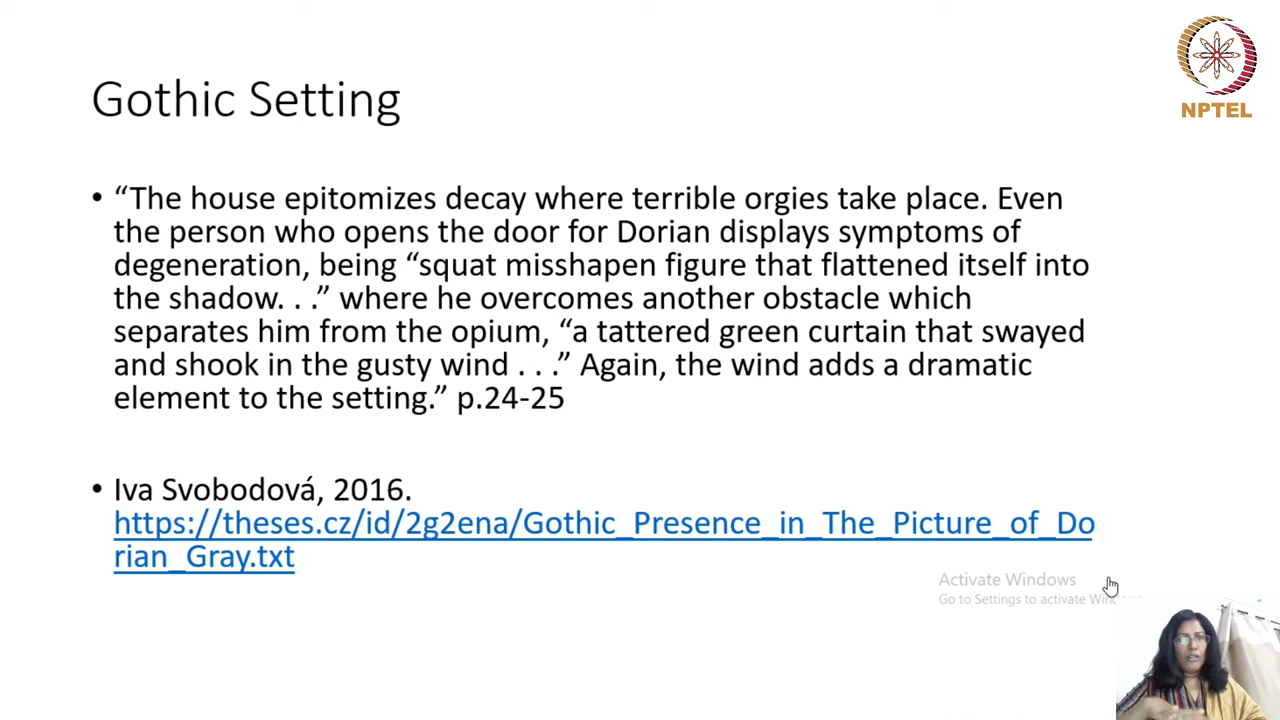 NPTEL
Gothic Setting
• “The house epitomizes decay where terrible orgies take place. Even
the person who opens the door for Dorian displays symptoms of
degeneration, being “squat misshapen figure that flattened itself into
the shadow. . .” where he overcomes another obstacle which
separates him from the opium, “a tattered green curtain that swayed
and shook in the gusty wind . . .” Again, the wind adds a dramatic
element to the setting.” p.24-25
• Iva Svobodová, 2016.
https://theses.cz/id/2g2ena/Gothic_Presence_in_The_Picture_of_Do
rian_Gray.txt
Activate Windows
Go to Settings to activate